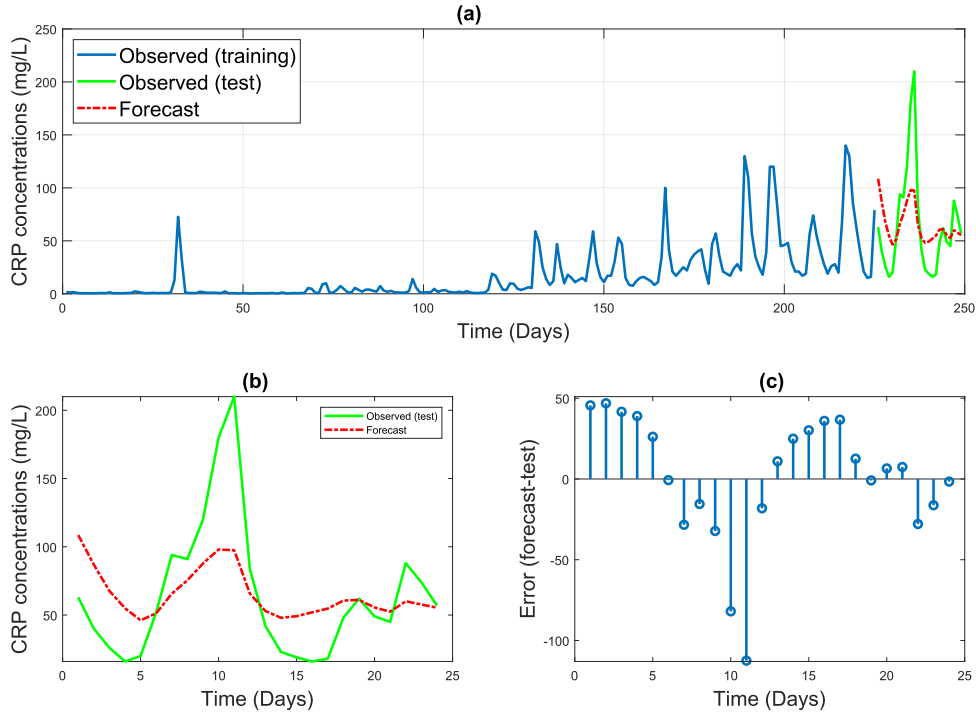 (a)
CRP concentrations (mg/L)
250
200
150
100
50
0
Observed (training)
Observed (test)
Forecast
0 50 100 150 200 250
Time (Days)
(b)
CRP concentrations (mg/L)
200
150
100
50
Observed (test)
Forecast
0 5 10 15 20 25
Time (Days)
(c)
Error (forecast-test)
50
0
-50
-100
0 5 10 15 20 25
Time (Days)